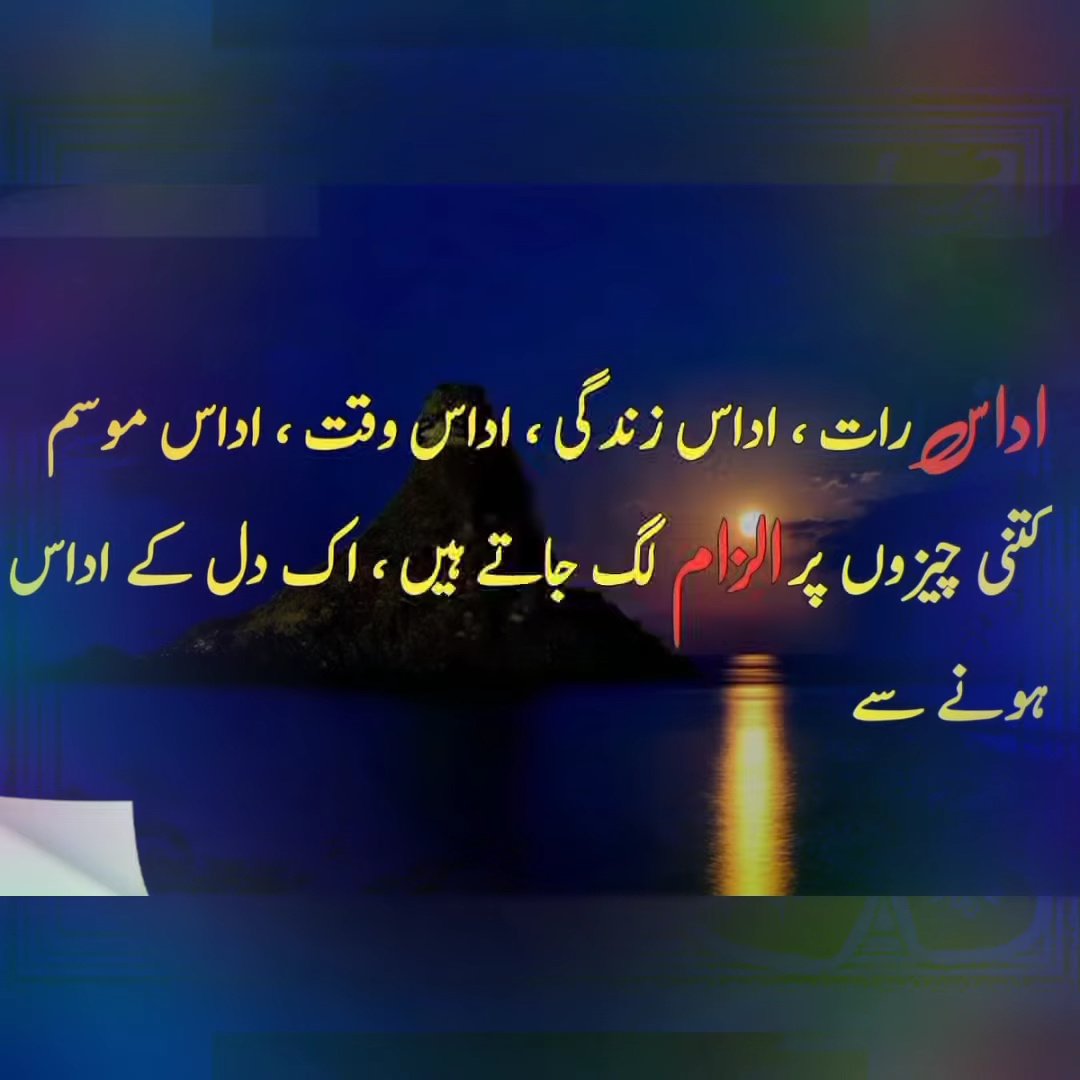 اداس رات ، اداس زندگی ، اداس وقت ، اداس موسم
کتنی چیزوں پر الزام لگ جاتے ہیں ، اک دل کے اداس
ہونے سے